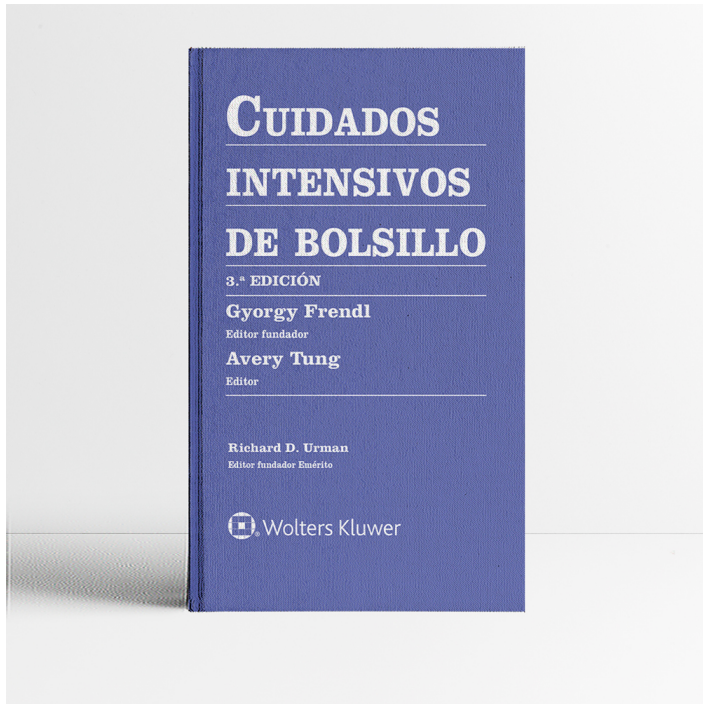 CUIDADOS
INTENSIVOS
DE BOLSILLO
3.ª EDICIÓN
Gyorgy Frendl
Editor fundador
Avery Tung
Editor
Richard D. Urman
Editor fundador Emérito
Wolters Kluwer